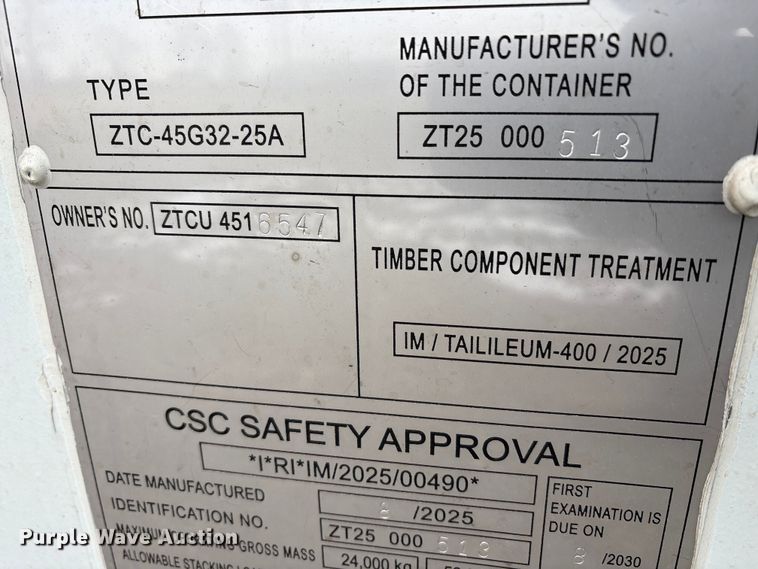 MANUFACTURER'S NO.
OF THE CONTAINER
TYPE
ZTC-45G32-25A
ZT25 000 513
OWNER'S NO. ZTCU 4516547
TIMBER COMPONENT TREATMENT
IM / TAILILEUM-400 / 2025
CSC SAFETY APPROVAL
*I*RI*IM/2025/00490*
DATE MANUFACTURED 8 /2025
IDENTIFICATION NO. ZT25 000 513
FIRST
EXAMINATION IS
DUE ON
8 /2030
GROSS MASS 24,000 kg
ALLOWABLE
Purple Wave Auction